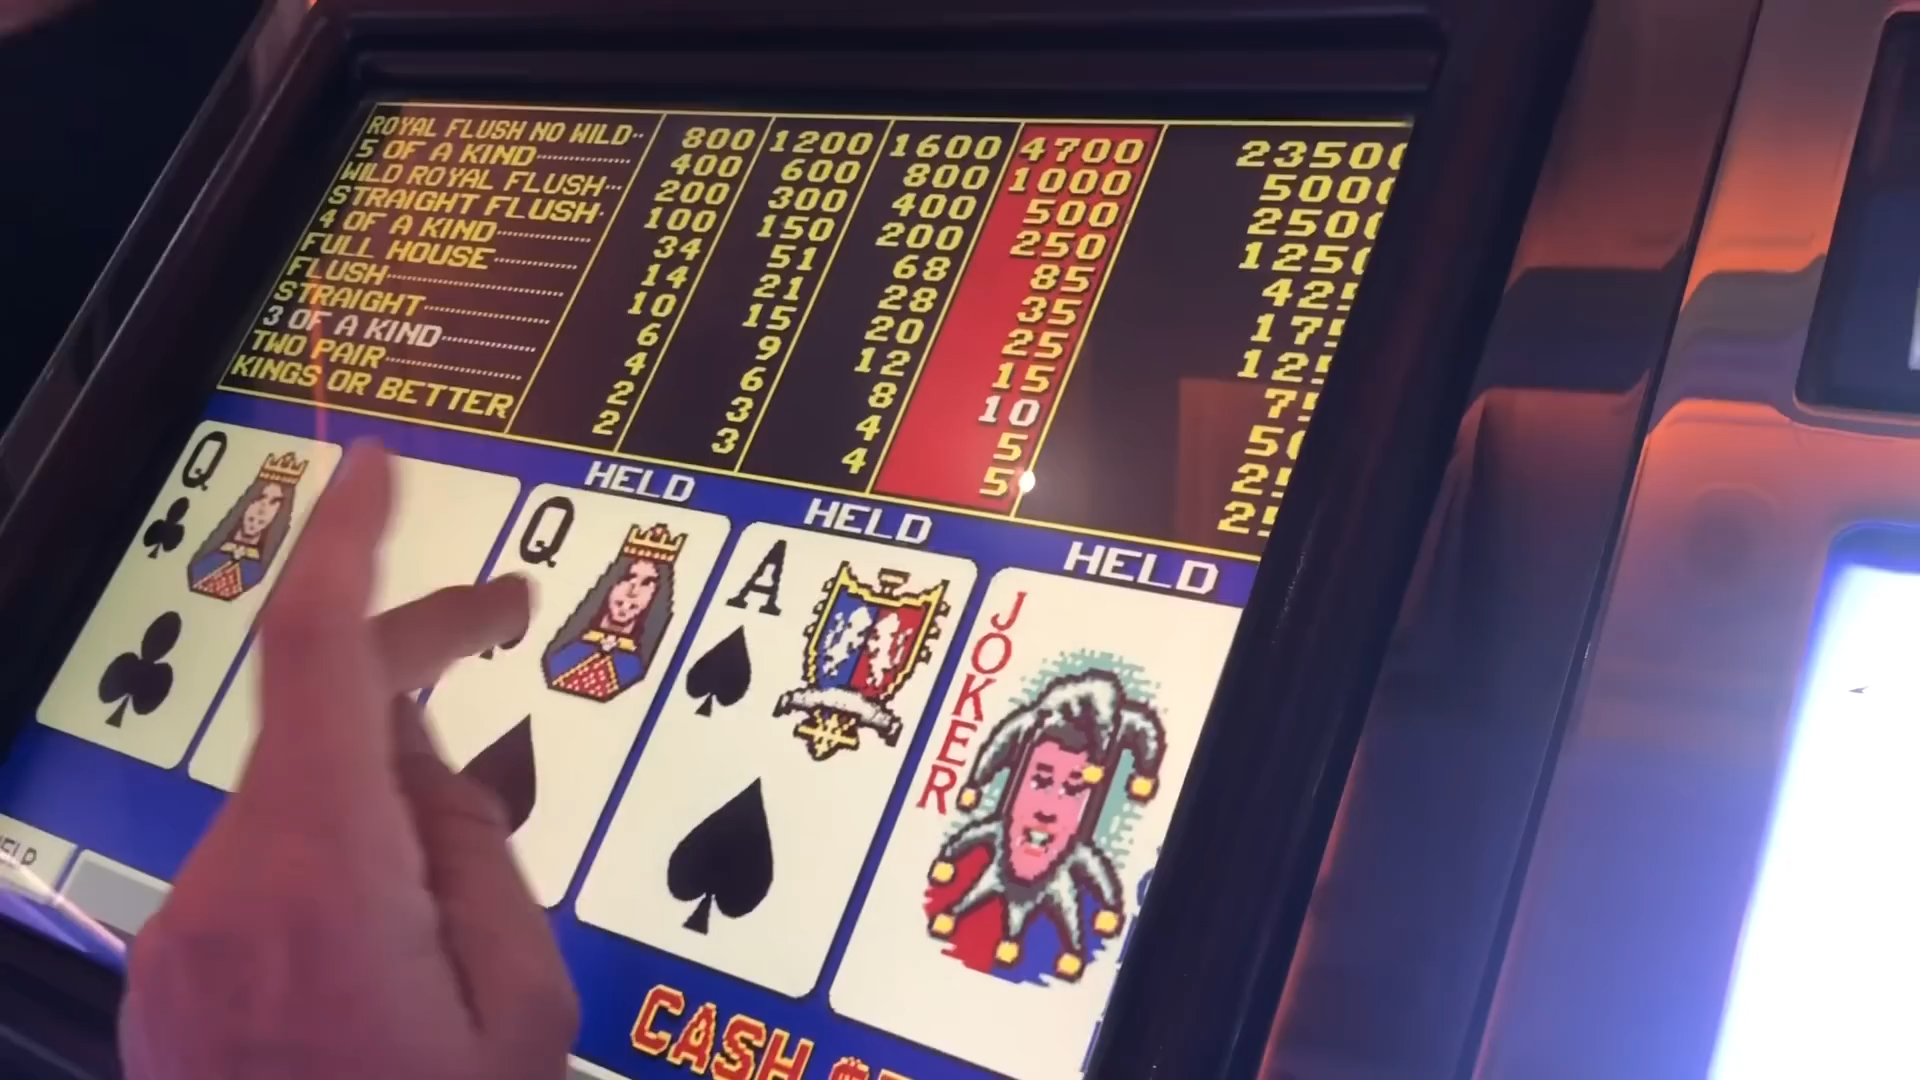 ROYAL FLUSH NO WILD·· 800 1200 1600 4700 23500
5 OF A KIND 400 600 800 1000 5000
WILD ROYAL FLUSH 200 300 400 500 2500
STRAIGHT FLUSH 100 150 200 250 1250
4 OF A KIND 34 51 68 85 425
FULL HOUSE 14 21 28 35 175
FLUSH 10 15 20 25 125
STRAIGHT 6 9 12 15 75
3 OF A KIND 4 6 8 10 50
TWO PAIR 2 3 4 5 25
KINGS OR BETTER 2 3 4 5 25
HELD HELD HELD
Q Q A JOKER
CASH